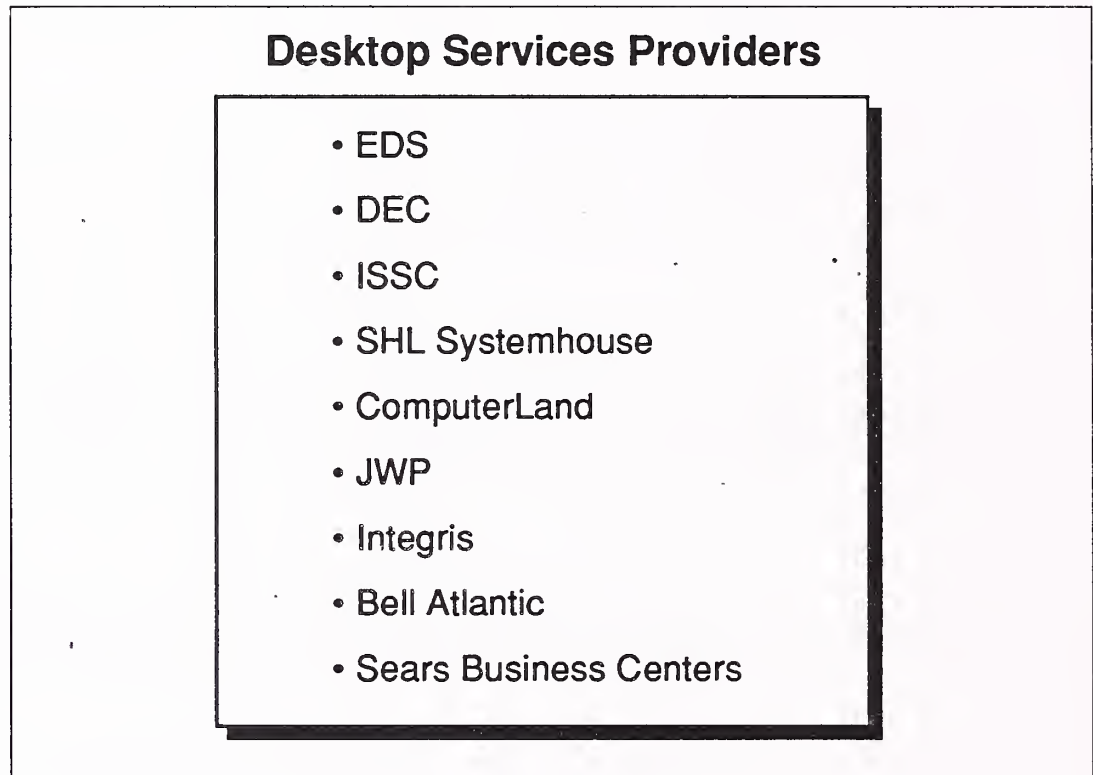 Desktop Services Providers
• EDS
• DEC
• ISSC
• SHL Systemhouse
• ComputerLand
• JWP
• Integris
• Bell Atlantic
• Sears Business Centers